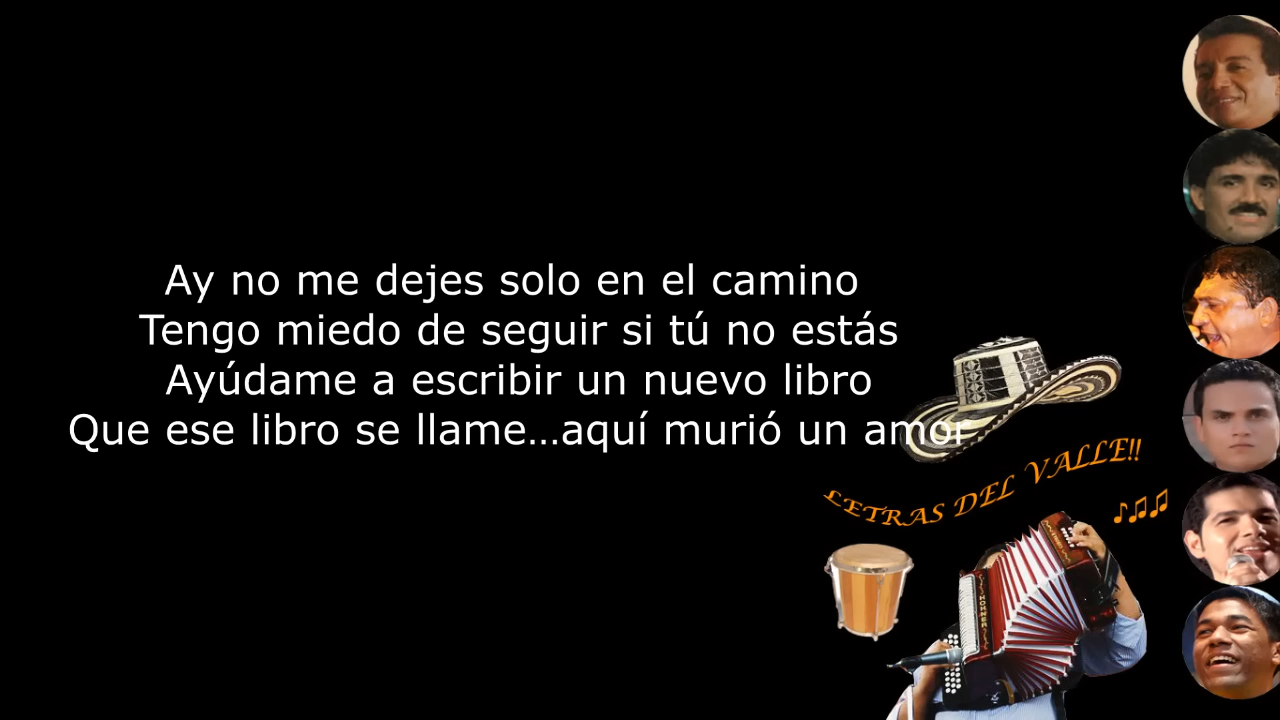 Ay no me dejes solo en el camino
Tengo miedo de seguir si tú no estás
Ayúdame a escribir un nuevo libro
Que ese libro se llame...aquí murió un amor
LETRAS DEL VALLE!!
HOHNER